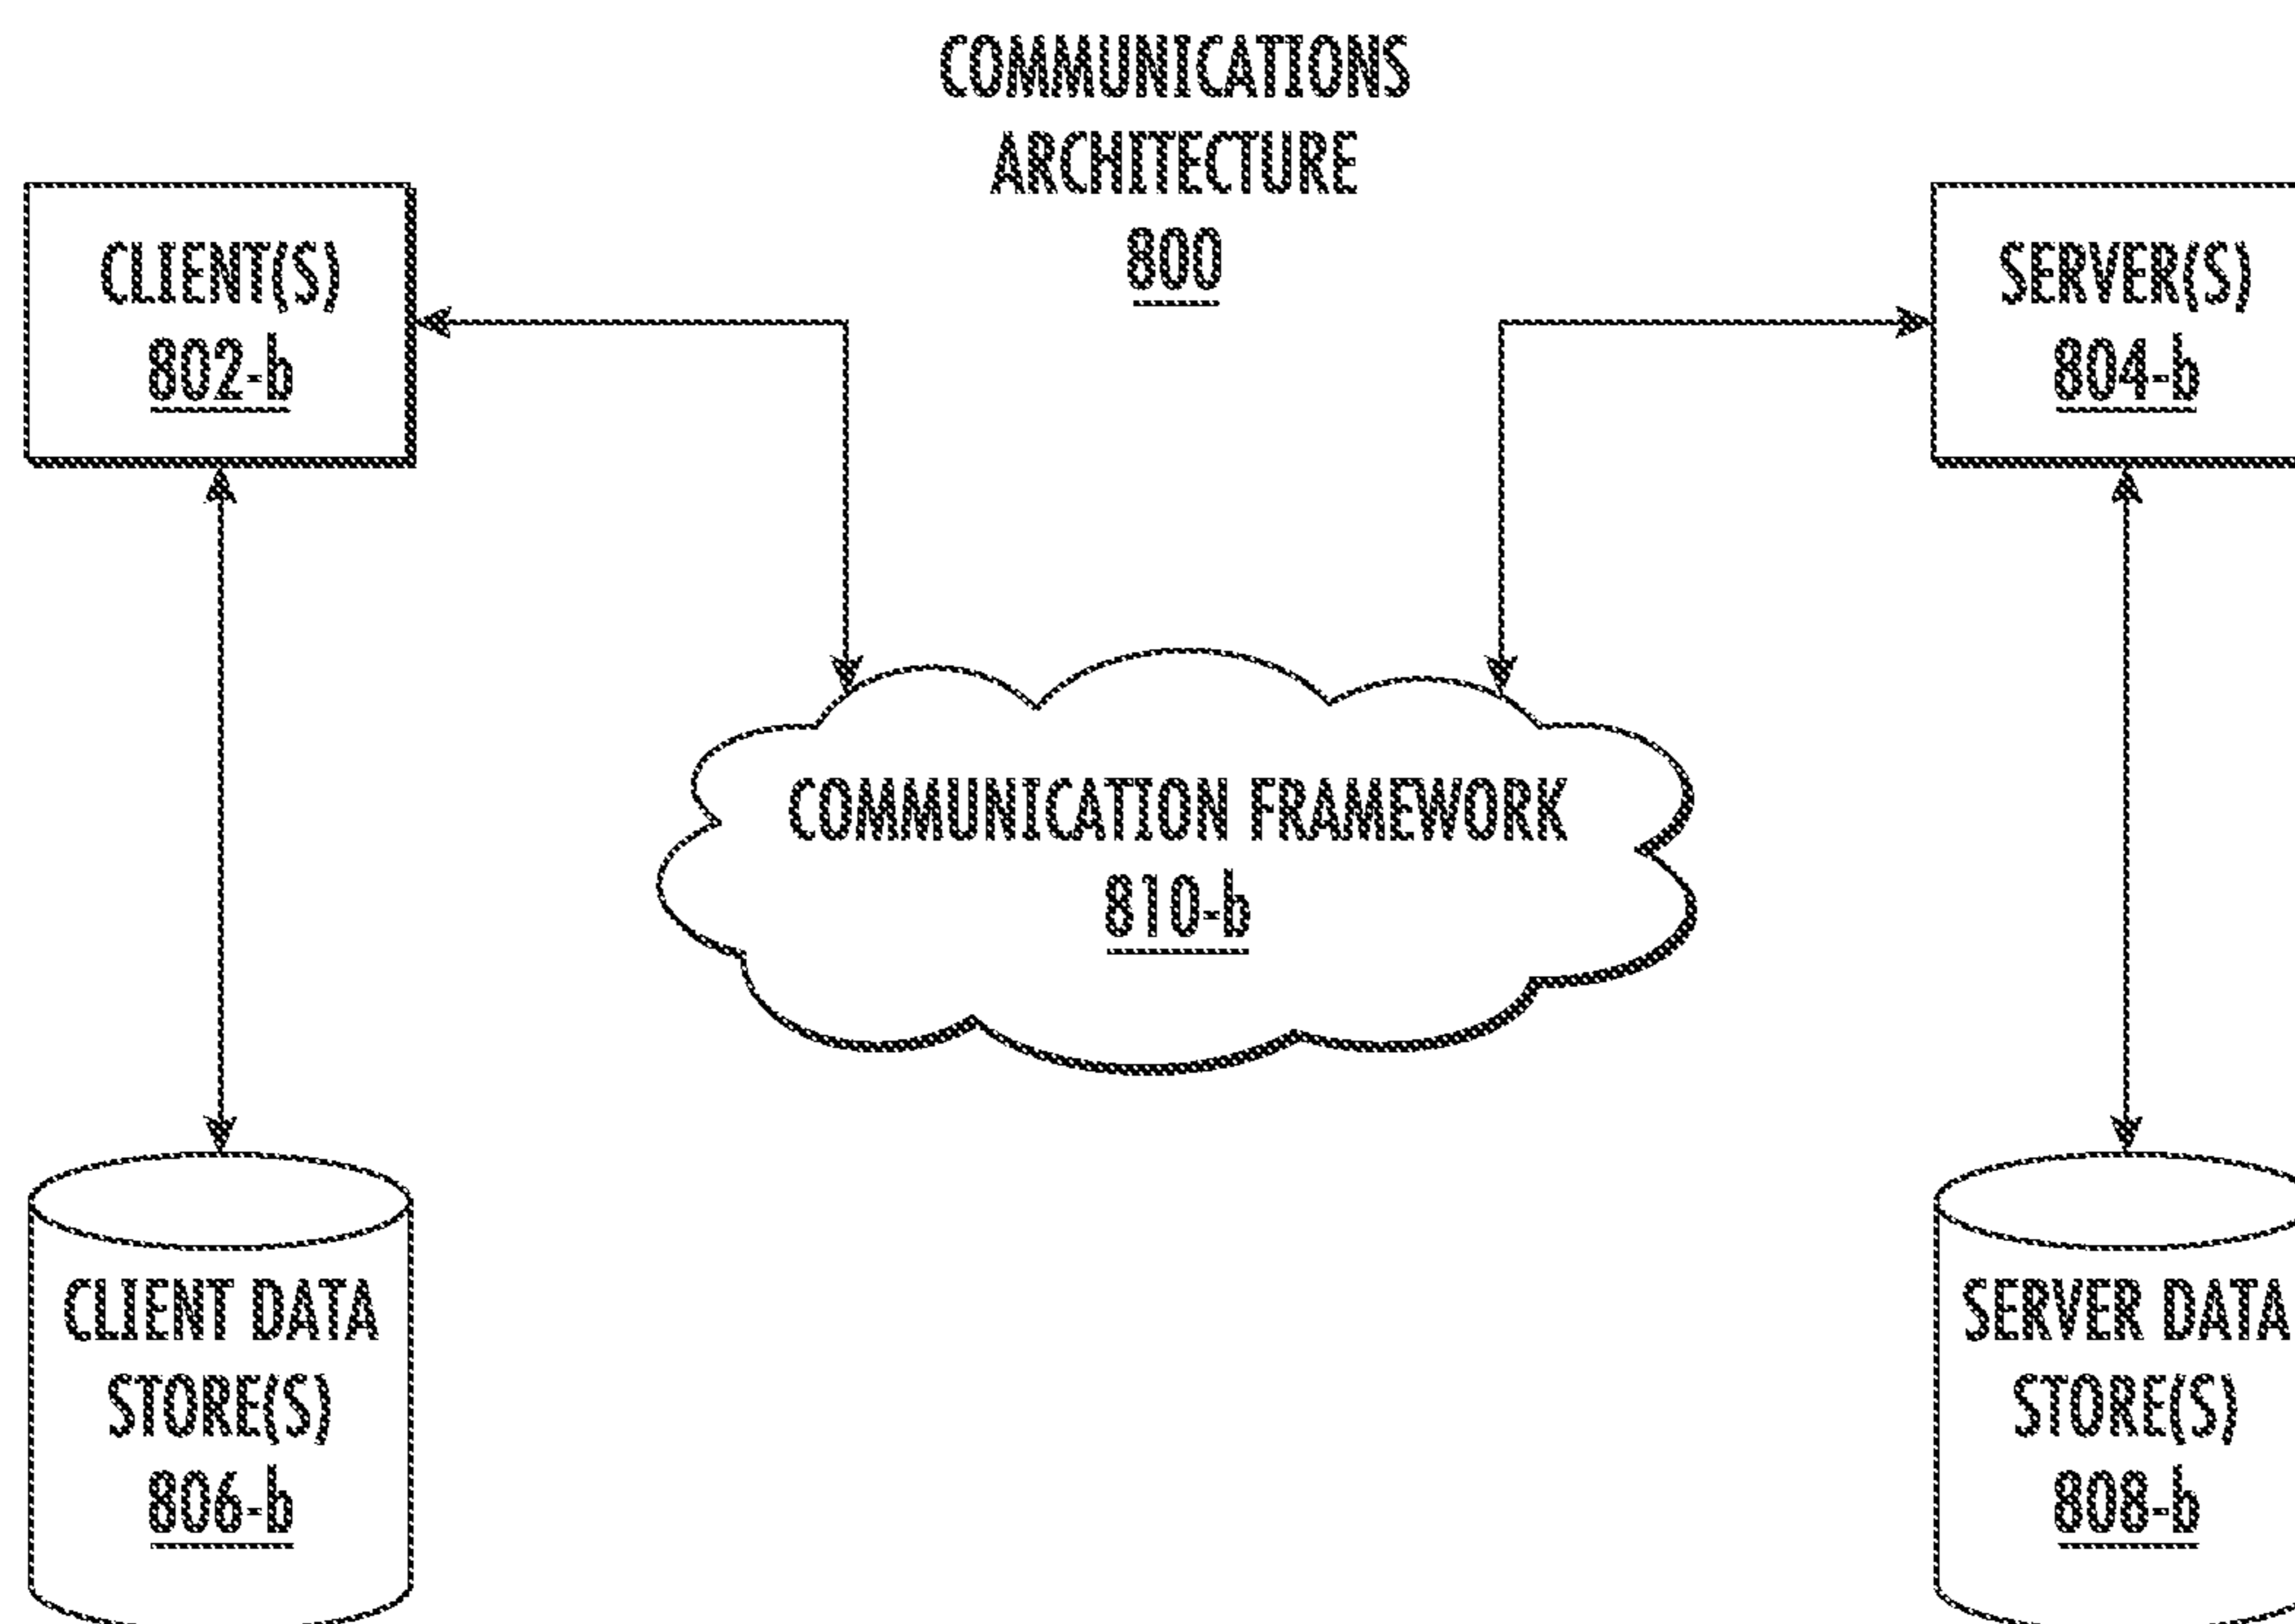 COMMUNICATIONS
ARCHITECTURE
800
CLIENT(S)
802-b
SERVER(S)
804-b
COMMUNICATION FRAMEWORK
810-b
CLIENT DATA
STORE(S)
806-b
SERVER DATA
STORE(S)
808-b